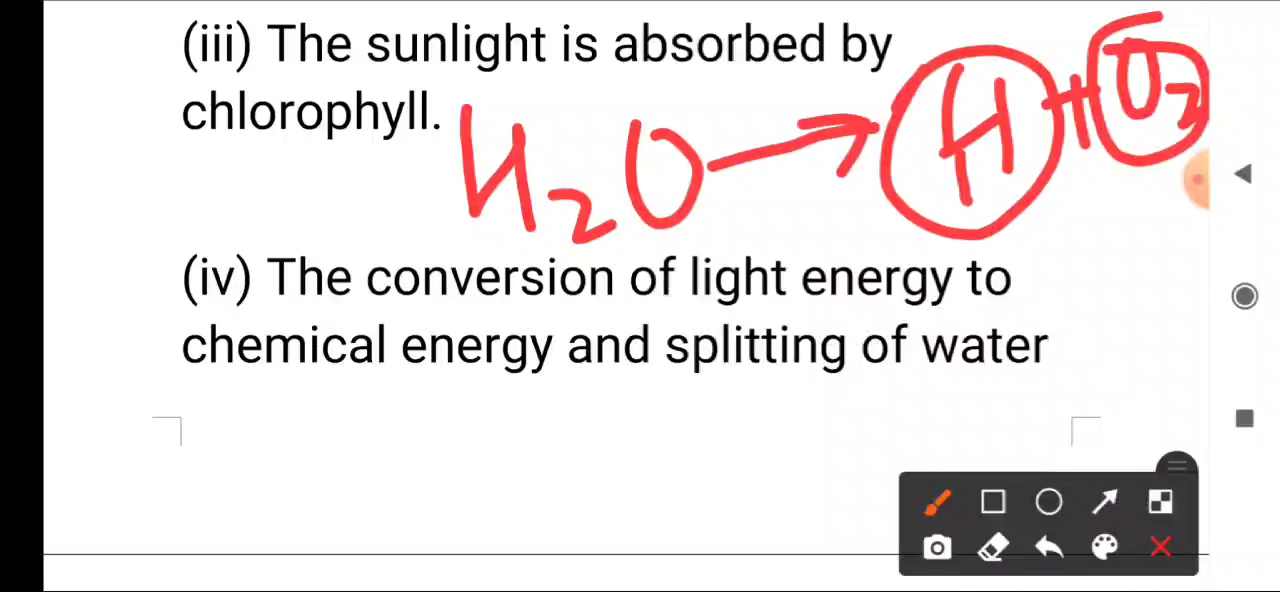 (iii) The sunlight is absorbed by
chlorophyll.
H2O → H + O2
(iv) The conversion of light energy to
chemical energy and splitting of water